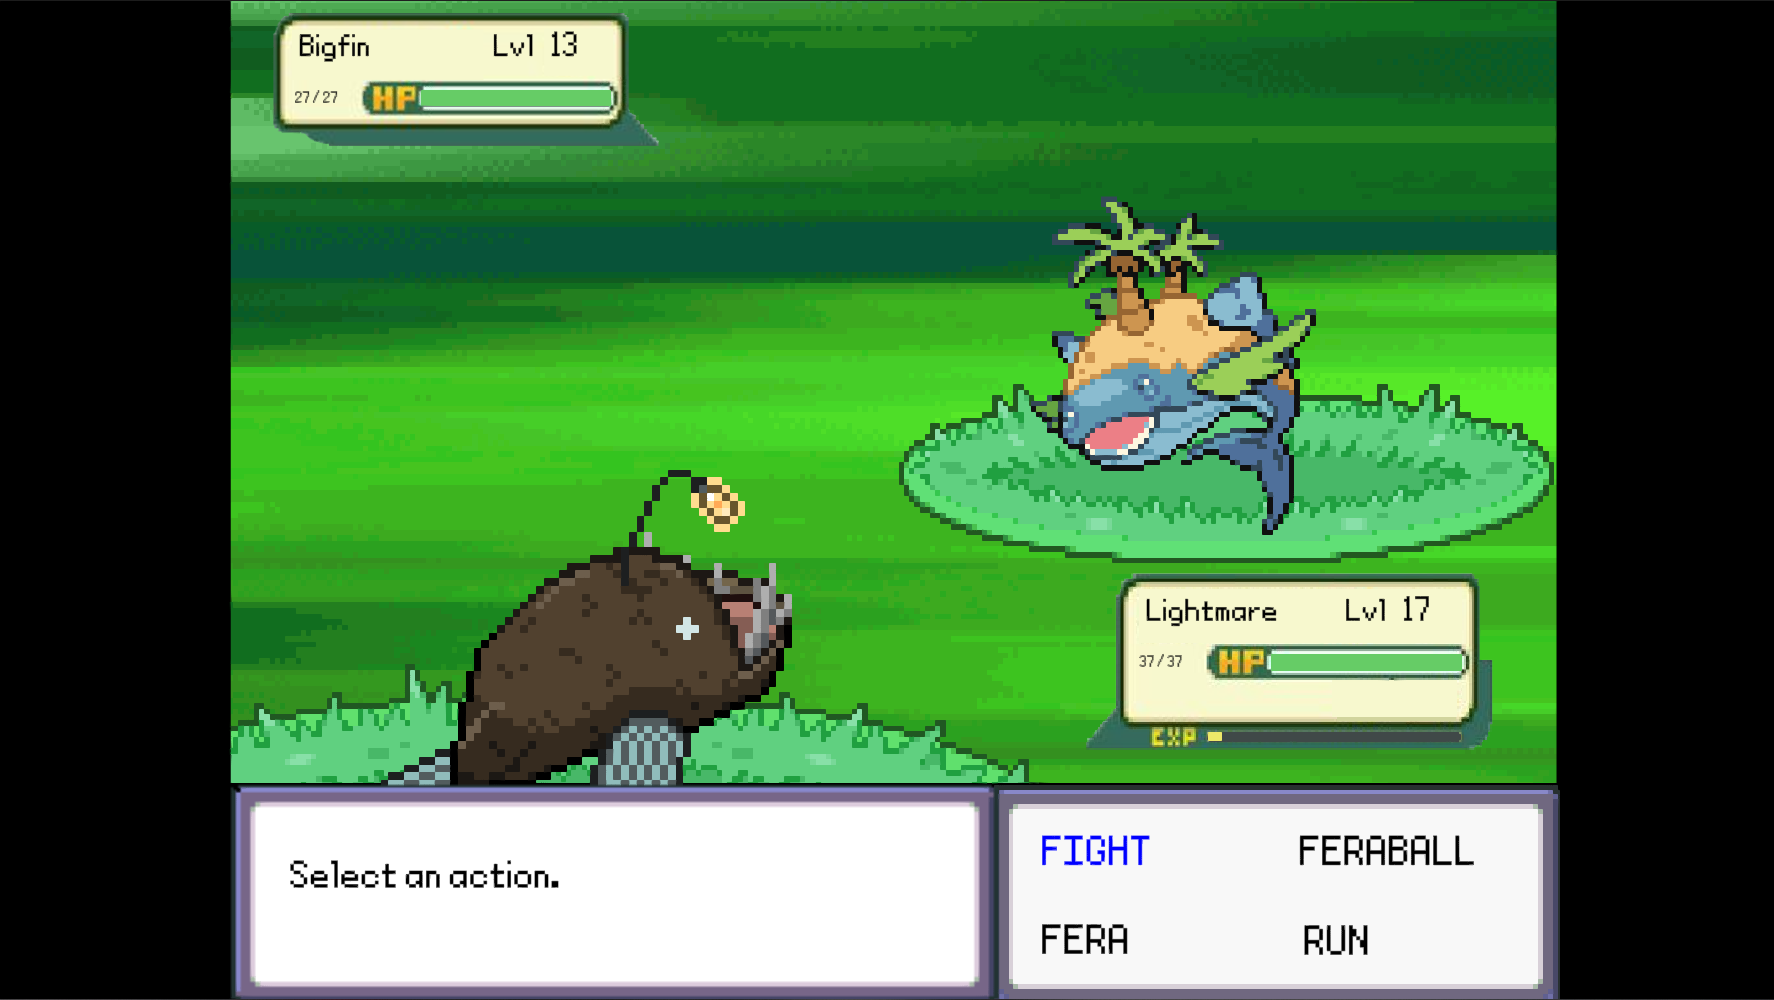 Bigfin Lvl 13
27/27 HP
Lightmare Lvl 17
37/37 HP
EXP
Select an action.
FIGHT FERABALL
FERA RUN